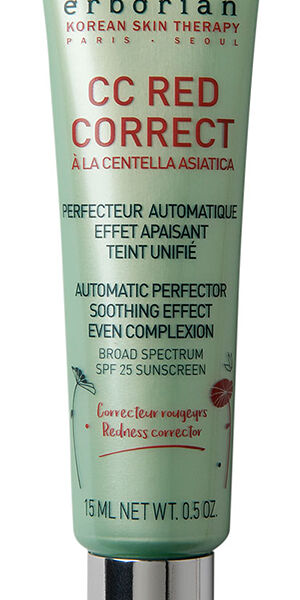 erborian
KOREAN SKIN THERAPY
PARIS · SEOUL
CC RED
CORRECT
À LA CENTELLA ASIATICA
PERFECTEUR AUTOMATIQUE
EFFET APAISANT
TEINT UNIFIÉ
AUTOMATIC PERFECTOR
SOOTHING EFFECT
EVEN COMPLEXION
BROAD SPECTRUM
SPF 25 SUNSCREEN
Correcteur rougeurs
Redness corrector
15 ML NET WT. 0.5 OZ.